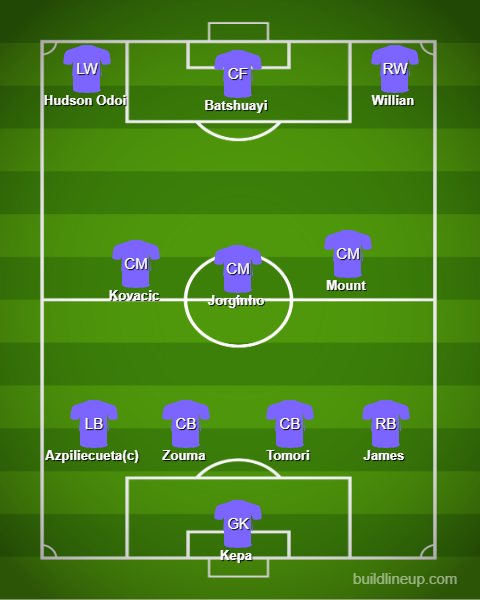 LW
CF
RW
Hudson Odoi
Batshuayi
Willian
CM
CM
CM
Kovacic
Jorginho
Mount
LB
CB
CB
RB
Azpiliecueta(c)
Zouma
Tomori
James
GK
Kepa
buildlineup.com